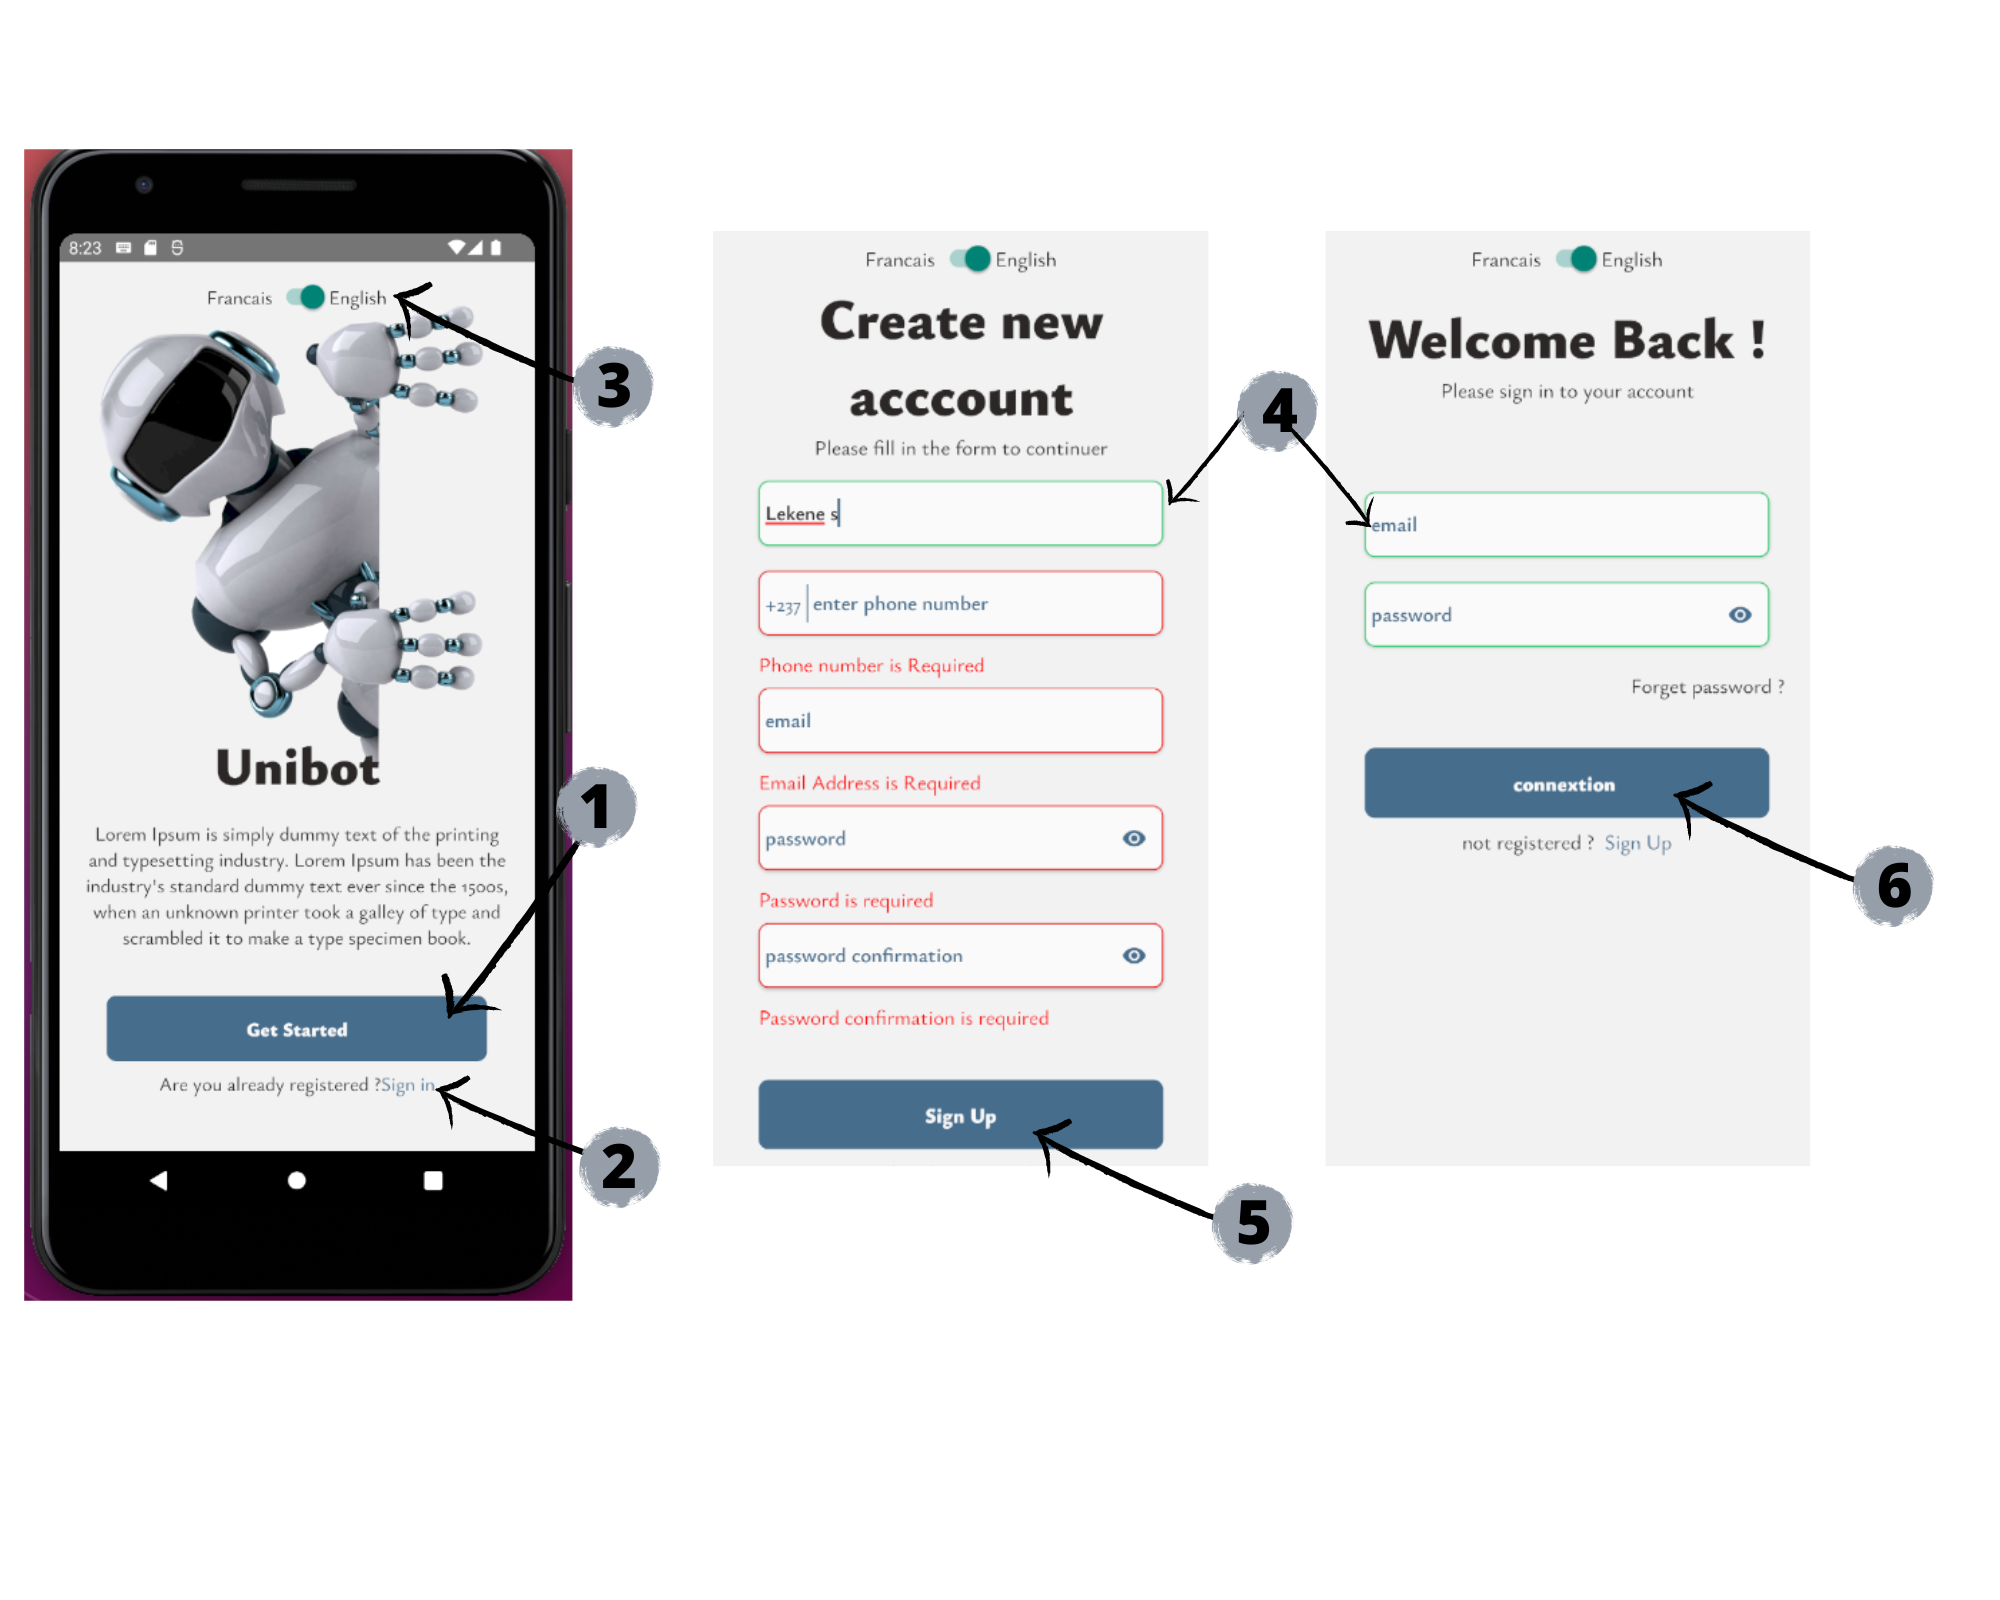 8:23
Francais English
3
Unibot
1
Lorem Ipsum is simply dummy text of the printing
and typesetting industry. Lorem Ipsum has been the
industry's standard dummy text ever since the 1500s,
when an unknown printer took a galley of type and
scrambled it to make a type specimen book.
Get Started
Are you already registered ?Sign in
2
Francais English
Create new
acccount
Please fill in the form to continuer
4
Lekene s
+237 enter phone number
Phone number is Required
email
Email Address is Required
password
Password is required
password confirmation
Password confirmation is required
Sign Up
5
Francais English
Welcome Back !
Please sign in to your account
email
password
Forget password ?
connextion
not registered ? Sign Up
6